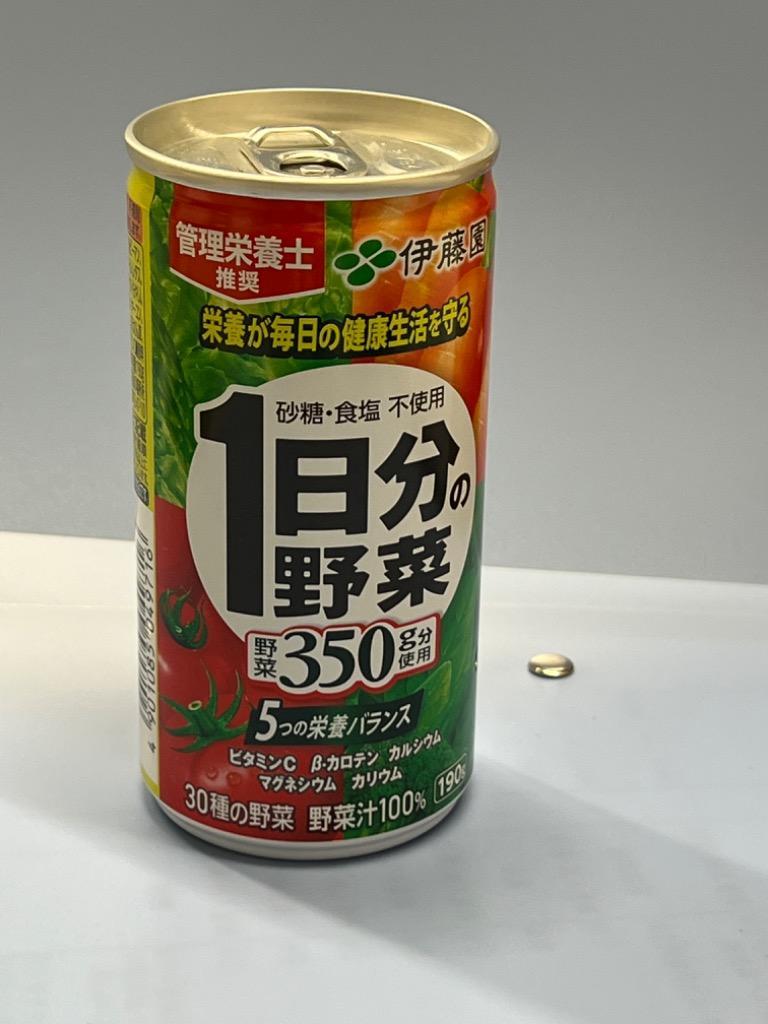 管理栄養士
推奨
伊藤園
栄養が毎日の健康生活を守る
砂糖・食塩 不使用
1日分の
野菜
野菜350g分使用
5つの栄養バランス
ビタミンC β-カロテン カルシウム
マグネシウム カリウム
190g
30種の野菜 野菜汁100%